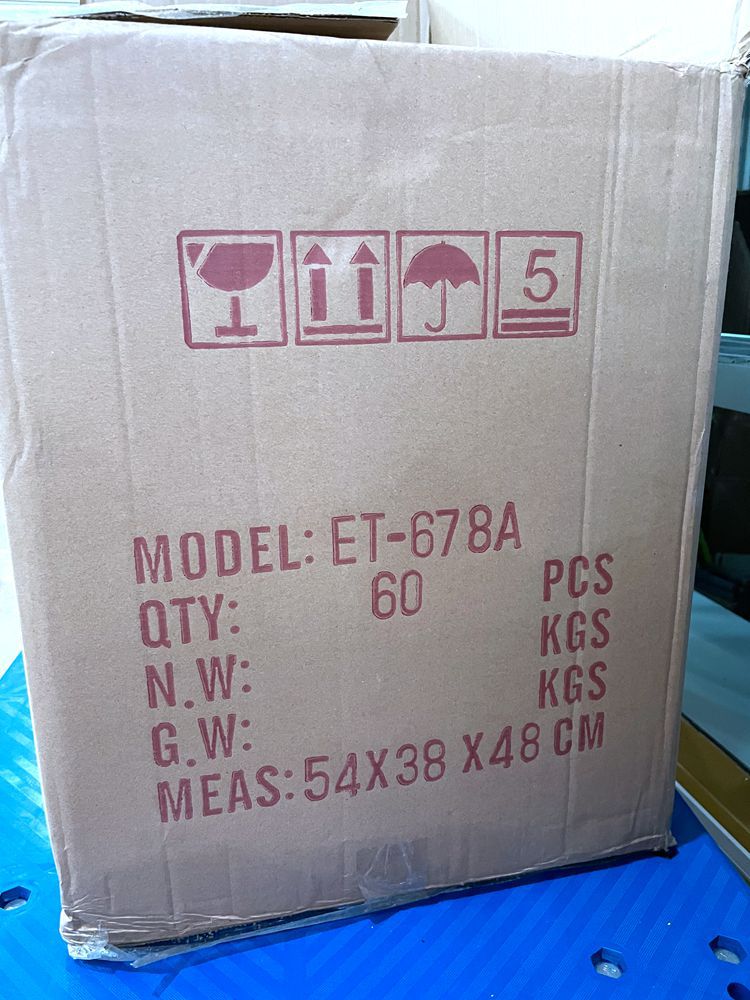 5
MODEL: ET-678A
QTY: 60 PCS
N.W: KGS
G.W: KGS
MEAS: 54X38 X48 CM